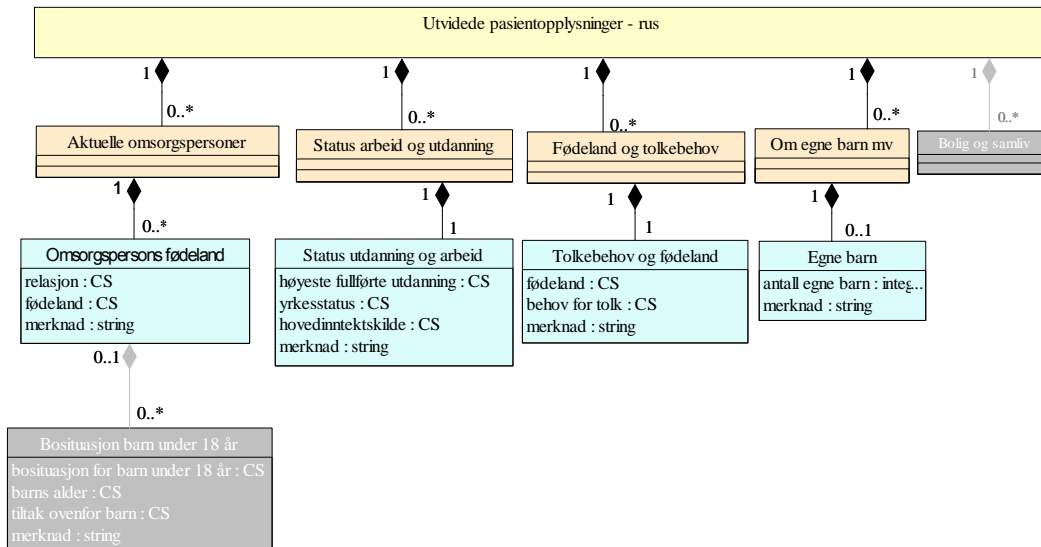 Utvidede pasientopplysninger - rus
1 1 1 1 1
0..* 0..* 0..* 0..* 0..*
Aktuelle omsorgspersoner
Status arbeid og utdanning
Fødeland og tolkebehov
Om egne barn mv
Bolig og samliv
1 1 1 1
0..* 1 1 0..1
Omsorgspersons fødeland
relasjon : CS
fødeland : CS
merknad : string
Status utdanning og arbeid
høyeste fullførte utdanning : CS
yrkesstatus : CS
hovedinntektskilde : CS
merknad : string
Tolkebehov og fødeland
fødeland : CS
behov for tolk : CS
merknad : string
Egne barn
antall egne barn : integ...
merknad : string
0..1
0..*
Bosituasjon barn under 18 år
bosituasjon for barn under 18 år : CS
barns alder : CS
tiltak ovenfor barn : CS
merknad : string